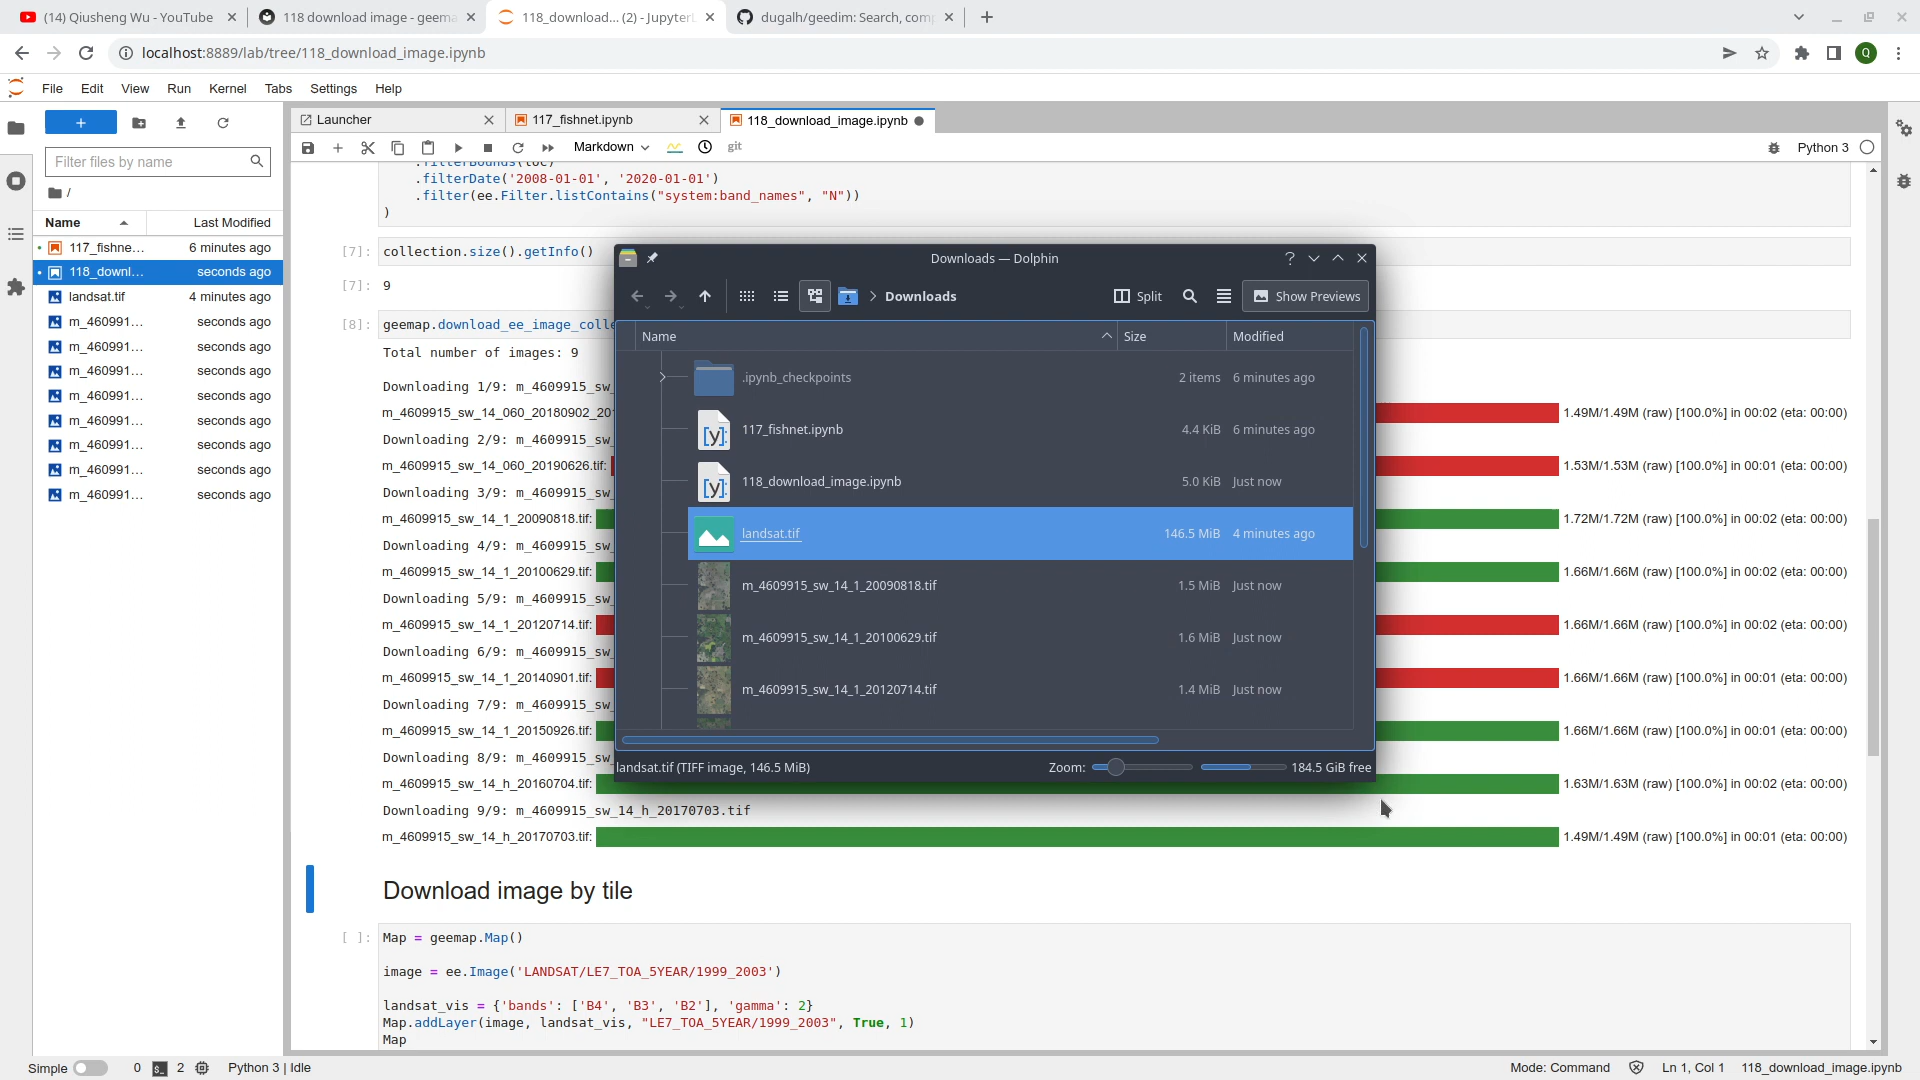 (14) Qiusheng Wu - YouTube
118 download image - geema
118_download... (2) - JupyterL
dugalh/geedim: Search, com
localhost:8889/lab/tree/118_download_image.ipynb
Q
File Edit View Run Kernel Tabs Settings Help
+
Filter files by name
/
Name Last Modified
117_fishne... 6 minutes ago
118_downl... seconds ago
landsat.tif 4 minutes ago
m_460991... seconds ago
m_460991... seconds ago
m_460991... seconds ago
m_460991... seconds ago
m_460991... seconds ago
m_460991... seconds ago
m_460991... seconds ago
m_460991... seconds ago
Launcher
117_fishnet.ipynb
118_download_image.ipynb
Markdown git Python 3
.filterBounds(loc)
.filterDate('2008-01-01', '2020-01-01')
.filter(ee.Filter.listContains("system:band_names", "N"))
)
[7]: collection.size().getInfo()
[7]: 9
[8]: geemap.download_ee_image_colle
Total number of images: 9
Downloading 1/9: m_4609915_sw_
m_4609915_sw_14_060_20180902_20 1.49M/1.49M (raw) [100.0%] in 00:02 (eta: 00:00)
Downloading 2/9: m_4609915_sw_
m_4609915_sw_14_060_20190626.tif: 1.53M/1.53M (raw) [100.0%] in 00:01 (eta: 00:00)
Downloading 3/9: m_4609915_sw_
m_4609915_sw_14_1_20090818.tif: 1.72M/1.72M (raw) [100.0%] in 00:02 (eta: 00:00)
Downloading 4/9: m_4609915_sw_
m_4609915_sw_14_1_20100629.tif: 1.66M/1.66M (raw) [100.0%] in 00:02 (eta: 00:00)
Downloading 5/9: m_4609915_sw_
m_4609915_sw_14_1_20120714.tif: 1.66M/1.66M (raw) [100.0%] in 00:02 (eta: 00:00)
Downloading 6/9: m_4609915_sw_
m_4609915_sw_14_1_20140901.tif: 1.66M/1.66M (raw) [100.0%] in 00:01 (eta: 00:00)
Downloading 7/9: m_4609915_sw_
m_4609915_sw_14_1_20150926.tif: 1.66M/1.66M (raw) [100.0%] in 00:01 (eta: 00:00)
Downloading 8/9: m_4609915_sw_
m_4609915_sw_14_h_20160704.tif: 1.63M/1.63M (raw) [100.0%] in 00:02 (eta: 00:00)
Downloading 9/9: m_4609915_sw_14_h_20170703.tif
m_4609915_sw_14_h_20170703.tif: 1.49M/1.49M (raw) [100.0%] in 00:01 (eta: 00:00)
Downloads — Dolphin
Downloads Split Show Previews
Name Size Modified
.ipynb_checkpoints 2 items 6 minutes ago
117_fishnet.ipynb 4.4 KiB 6 minutes ago
118_download_image.ipynb 5.0 KiB Just now
landsat.tif 146.5 MiB 4 minutes ago
m_4609915_sw_14_1_20090818.tif 1.5 MiB Just now
m_4609915_sw_14_1_20100629.tif 1.6 MiB Just now
m_4609915_sw_14_1_20120714.tif 1.4 MiB Just now
landsat.tif (TIFF image, 146.5 MiB) Zoom: 184.5 GiB free
Download image by tile
[ ]: Map = geemap.Map()
image = ee.Image('LANDSAT/LE7_TOA_5YEAR/1999_2003')
landsat_vis = {'bands': ['B4', 'B3', 'B2'], 'gamma': 2}
Map.addLayer(image, landsat_vis, "LE7_TOA_5YEAR/1999_2003", True, 1)
Map
Simple 0 2 Python 3 | Idle Mode: Command Ln 1, Col 1 118_download_image.ipynb